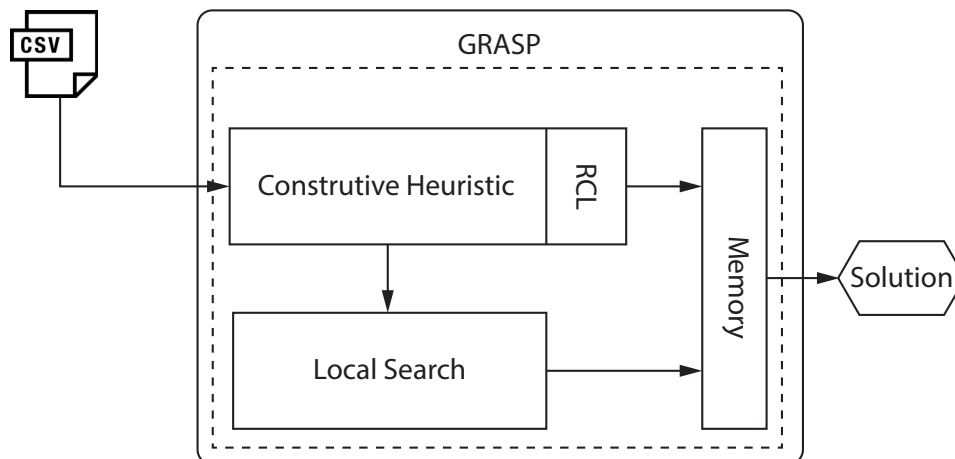 CSV
GRASP
Construtive Heuristic
RCL
Memory
Solution
Local Search